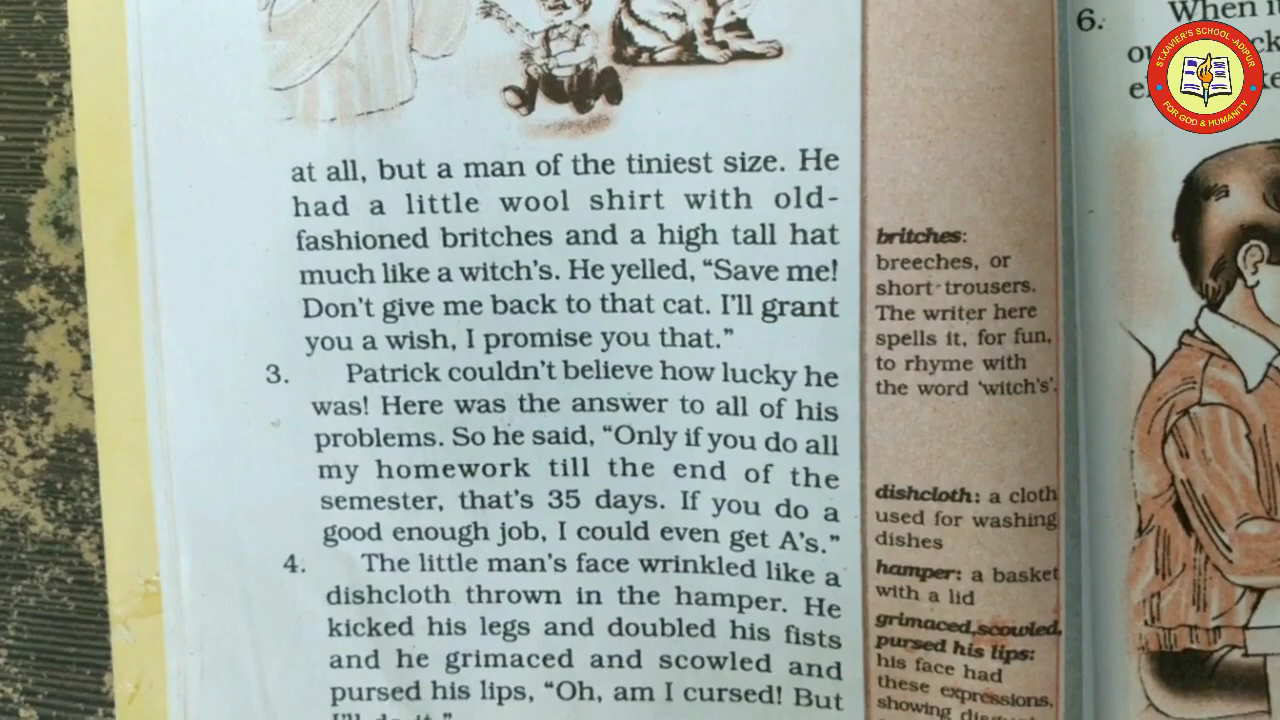 at all, but a man of the tiniest size. He
had a little wool shirt with old-
fashioned britches and a high tall hat
much like a witch's. He yelled, “Save me!
Don't give me back to that cat. I'll grant
you a wish, I promise you that.”
3. Patrick couldn't believe how lucky he
was! Here was the answer to all of his
problems. So he said, “Only if you do all
my homework till the end of the
semester, that's 35 days. If you do a
good enough job, I could even get A's.”
4. The little man's face wrinkled like a
dishcloth thrown in the hamper. He
kicked his legs and doubled his fists
and he grimaced and scowled and
pursed his lips, “Oh, am I cursed! But
I'll do it.”
britches:
breeches, or
short trousers.
The writer here
spells it, for fun,
to rhyme with
the word ‘witch's’.
dishcloth: a cloth
used for washing
dishes
hamper: a basket
with a lid
grimaced,scowled,
pursed his lips:
his face had
these expressions,
showing
6. When
ST.XAVIER'S SCHOOL -ADIPUR
FOR GOD & HUMANITY